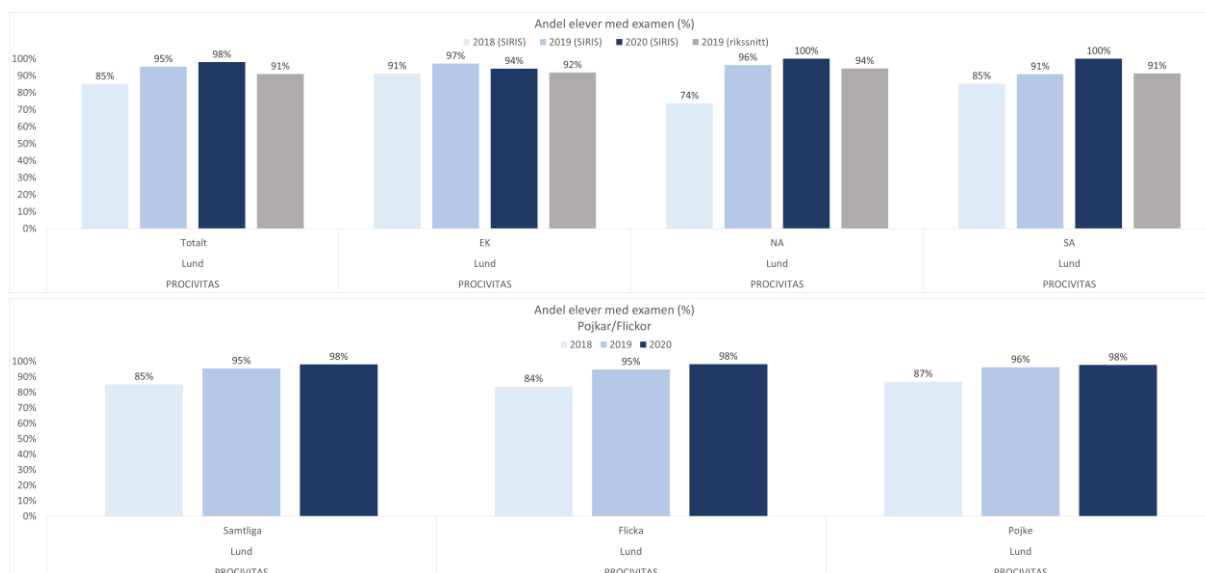 Andel elever med examen (%)
2018 (SIRIS) 2019 (SIRIS) 2020 (SIRIS) 2019 (rikssnitt)
100%
90%
80%
70%
60%
50%
40%
30%
20%
10%
0%
85% 95% 98% 91%
91% 97% 94% 92%
74% 96% 100% 94%
85% 91% 100% 91%
Totalt EK NA SA
Lund Lund Lund Lund
PROCIVITAS PROCIVITAS PROCIVITAS PROCIVITAS
Andel elever med examen (%)
Pojkar/Flickor
2018 2019 2020
100%
90%
80%
70%
60%
50%
40%
30%
20%
10%
0%
85% 95% 98%
84% 95% 98%
87% 96% 98%
Samtliga Flicka Pojke
Lund Lund Lund
PROCIVITAS PROCIVITAS PROCIVITAS